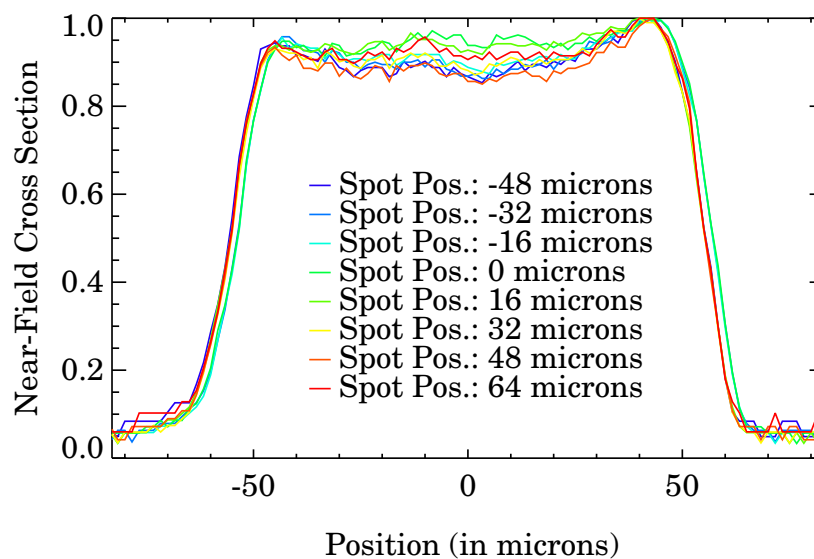 1.0
0.8
0.6
0.4
0.2
0.0
Near-Field Cross Section
Spot Pos.: -48 microns
Spot Pos.: -32 microns
Spot Pos.: -16 microns
Spot Pos.: 0 microns
Spot Pos.: 16 microns
Spot Pos.: 32 microns
Spot Pos.: 48 microns
Spot Pos.: 64 microns
-50 0 50
Position (in microns)